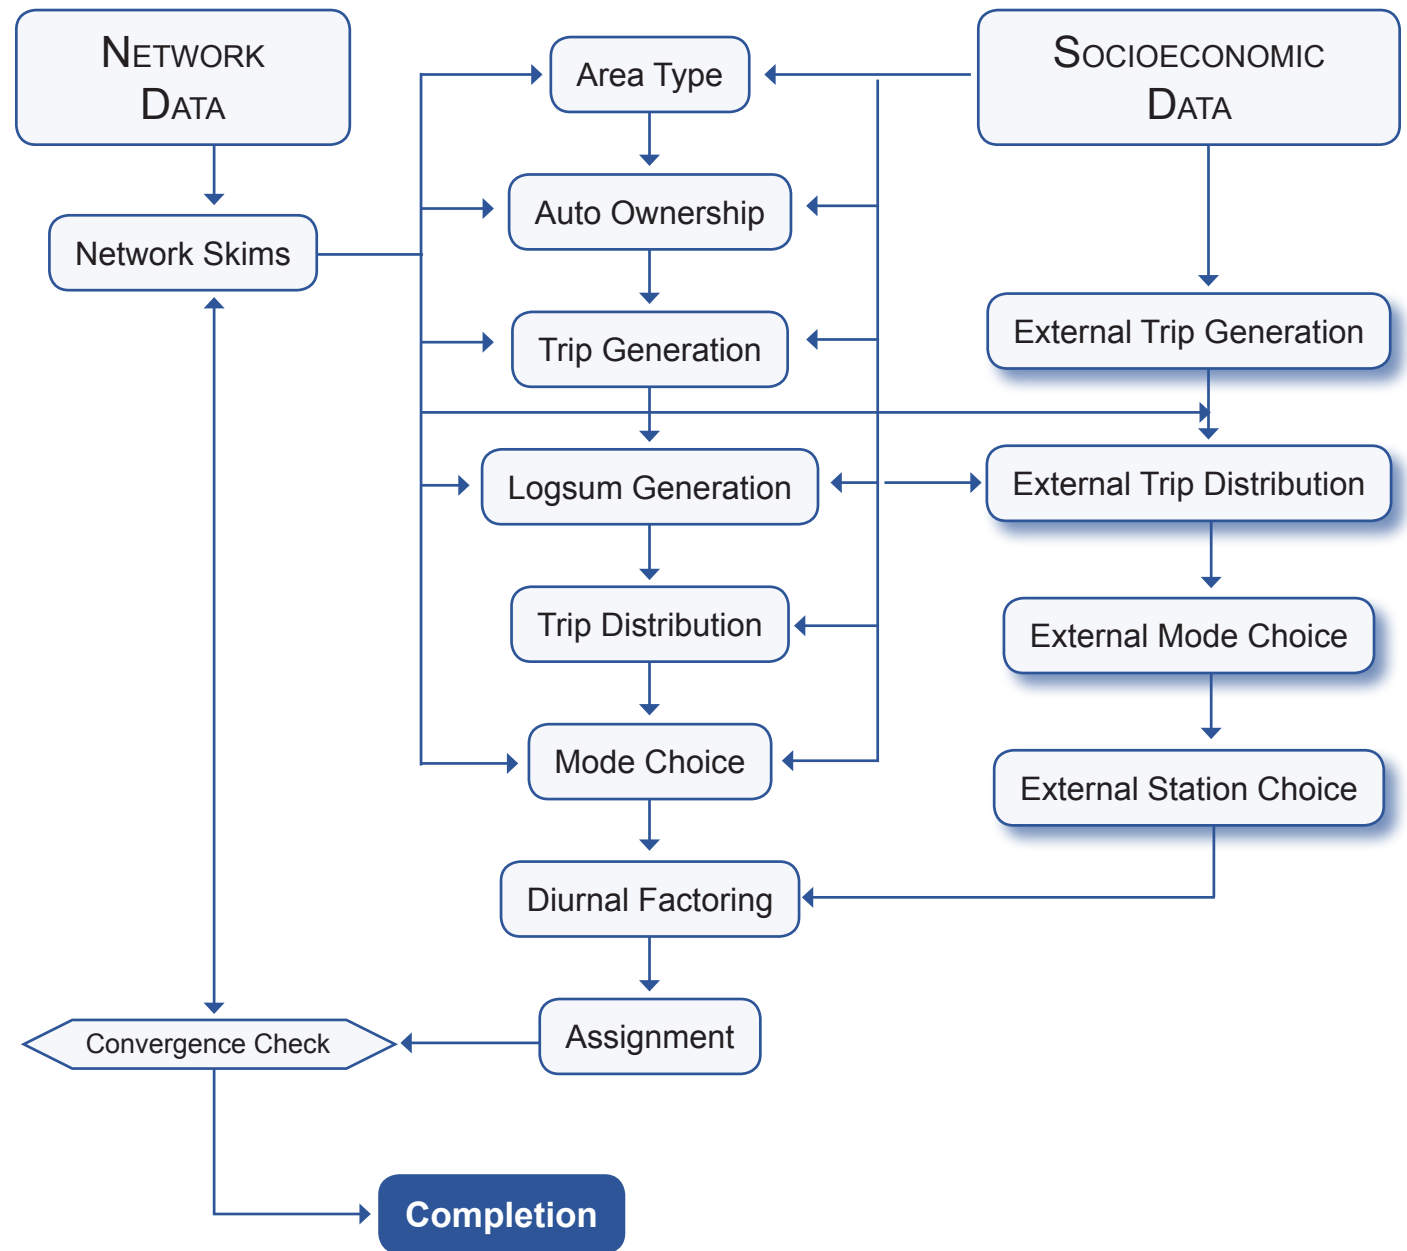 NETWORK
DATA
Area Type
SOCIOECONOMIC
DATA
Auto Ownership
Network Skims
Trip Generation
External Trip Generation
Logsum Generation
External Trip Distribution
Trip Distribution
External Mode Choice
Mode Choice
External Station Choice
Diurnal Factoring
Assignment
Convergence Check
Completion